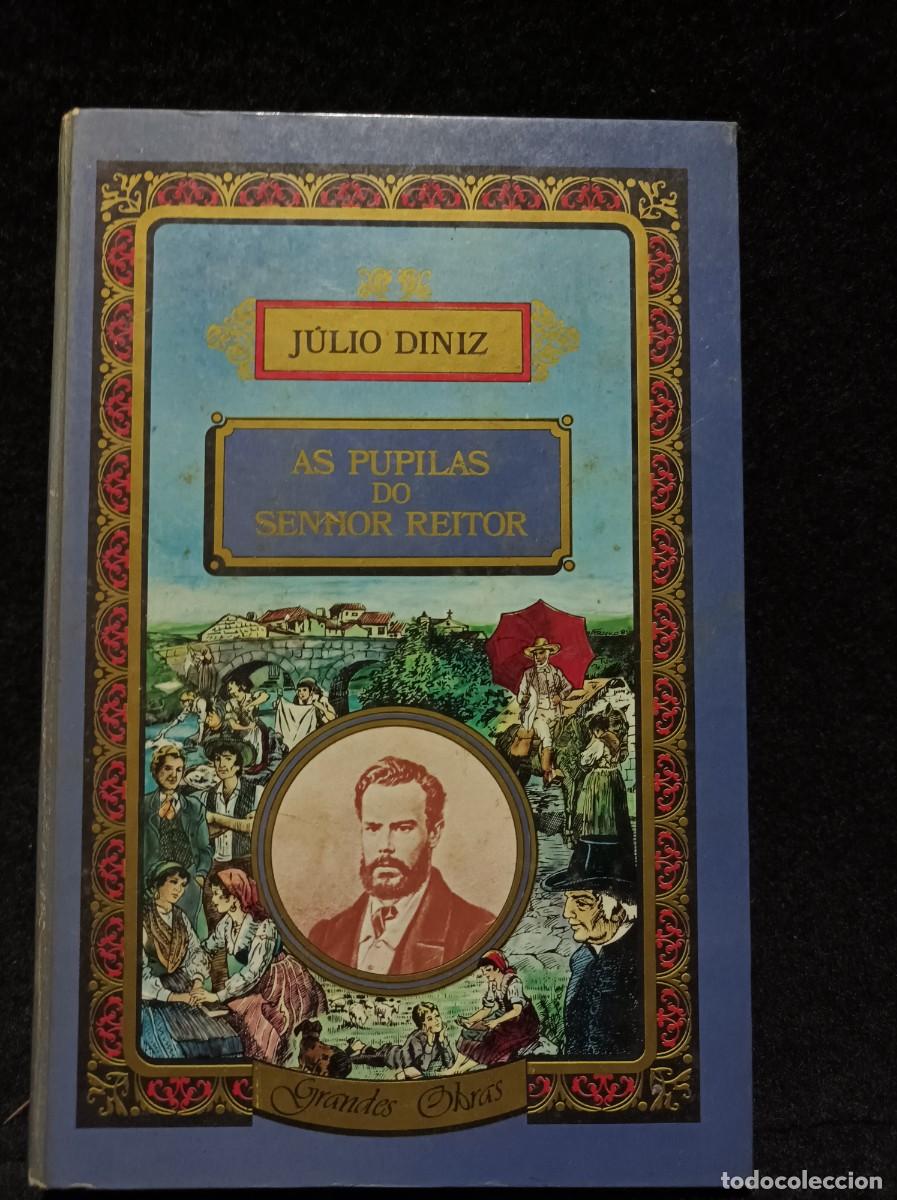 JÚLIO DINIZ
AS PUPILAS
DO
SENHOR REITOR
Grandes Obras
todocoleccion